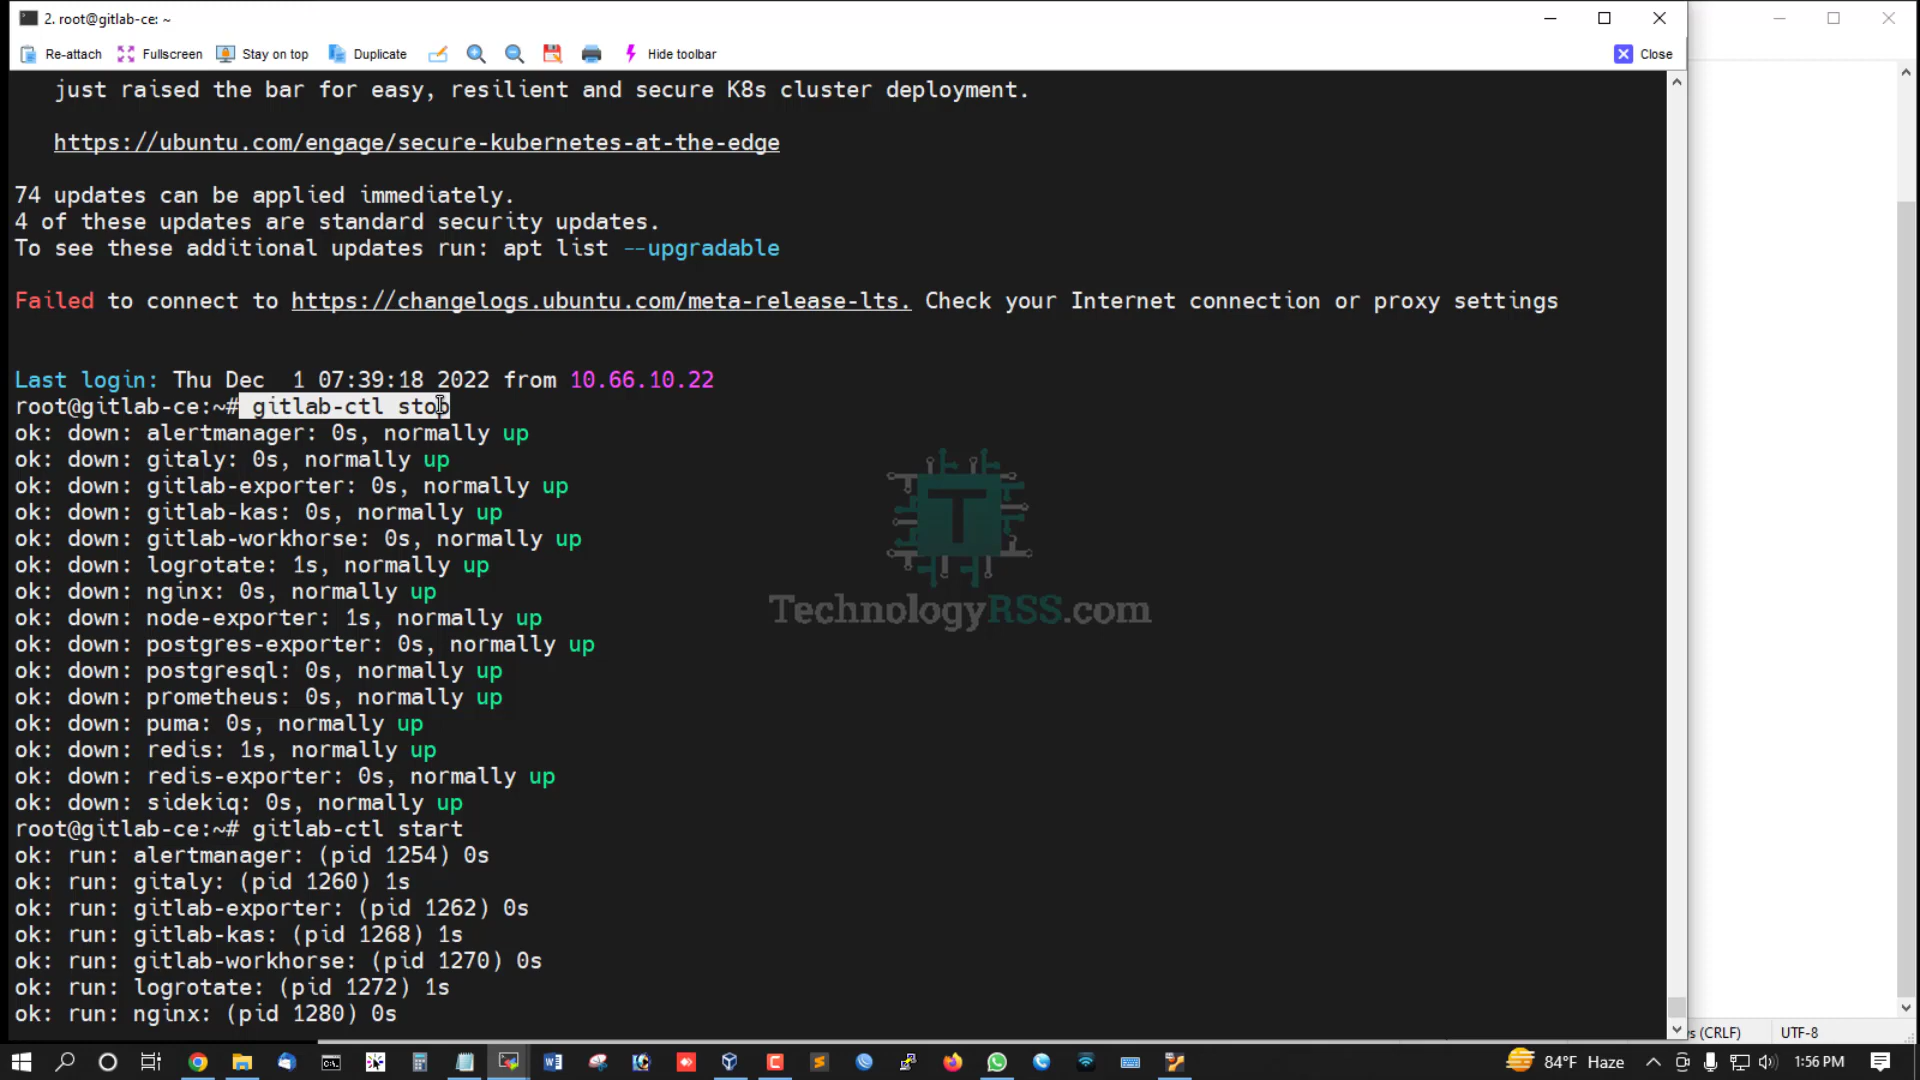 2. root@gitlab-ce: ~
Re-attach Fullscreen Stay on top Duplicate Hide toolbar Close
just raised the bar for easy, resilient and secure K8s cluster deployment.
https://ubuntu.com/engage/secure-kubernetes-at-the-edge
74 updates can be applied immediately.
4 of these updates are standard security updates.
To see these additional updates run: apt list --upgradable
Failed to connect to https://changelogs.ubuntu.com/meta-release-lts. Check your Internet connection or proxy settings
Last login: Thu Dec  1 07:39:18 2022 from 10.66.10.22
root@gitlab-ce:~# gitlab-ctl stop
ok: down: alertmanager: 0s, normally up
ok: down: gitaly: 0s, normally up
ok: down: gitlab-exporter: 0s, normally up
ok: down: gitlab-kas: 0s, normally up
ok: down: gitlab-workhorse: 0s, normally up
ok: down: logrotate: 1s, normally up
ok: down: nginx: 0s, normally up
ok: down: node-exporter: 1s, normally up
ok: down: postgres-exporter: 0s, normally up
ok: down: postgresql: 0s, normally up
ok: down: prometheus: 0s, normally up
ok: down: puma: 0s, normally up
ok: down: redis: 1s, normally up
ok: down: redis-exporter: 0s, normally up
ok: down: sidekiq: 0s, normally up
root@gitlab-ce:~# gitlab-ctl start
ok: run: alertmanager: (pid 1254) 0s
ok: run: gitaly: (pid 1260) 1s
ok: run: gitlab-exporter: (pid 1262) 0s
ok: run: gitlab-kas: (pid 1268) 1s
ok: run: gitlab-workhorse: (pid 1270) 0s
ok: run: logrotate: (pid 1272) 1s
ok: run: nginx: (pid 1280) 0s
T
TechnologyRSS.com
s (CRLF) UTF-8
84°F Haze 1:56 PM